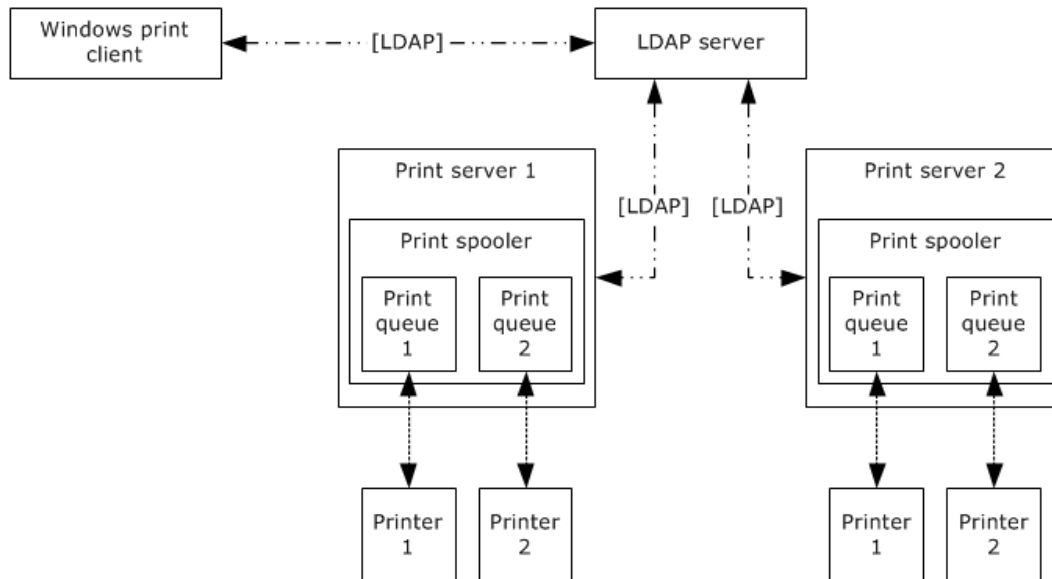 Windows print
client
[LDAP]
LDAP server
Print server 1
Print server 2
[LDAP]
[LDAP]
Print spooler
Print spooler
Print
queue
1
Print
queue
2
Print
queue
1
Print
queue
2
Printer
1
Printer
2
Printer
1
Printer
2